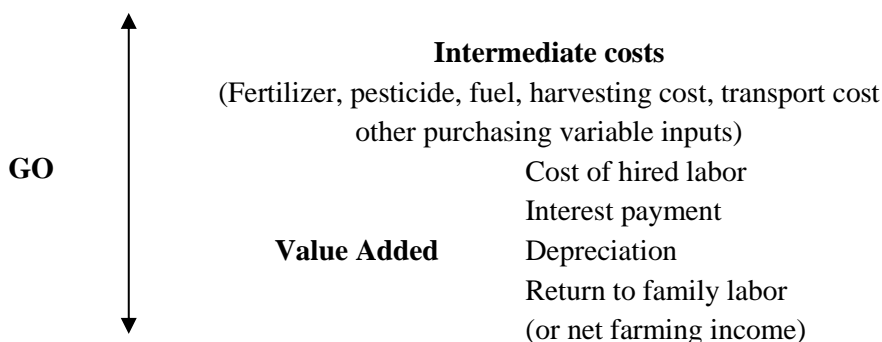 Intermediate costs
(Fertilizer, pesticide, fuel, harvesting cost, transport cost
other purchasing variable inputs)
GO
Cost of hired labor
Interest payment
Value Added Depreciation
Return to family labor
(or net farming income)